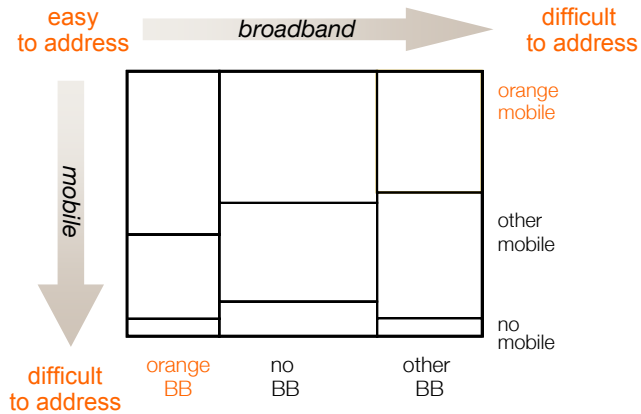 easy
to address
broadband
difficult
to address
mobile
orange
mobile
other
mobile
no
mobile
difficult
to address
orange
BB
no
BB
other
BB